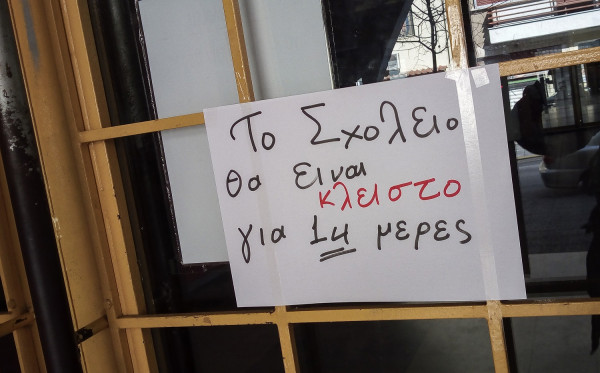 Το Σχολειο
θα ειναι
κλειστο
για 14 μερες